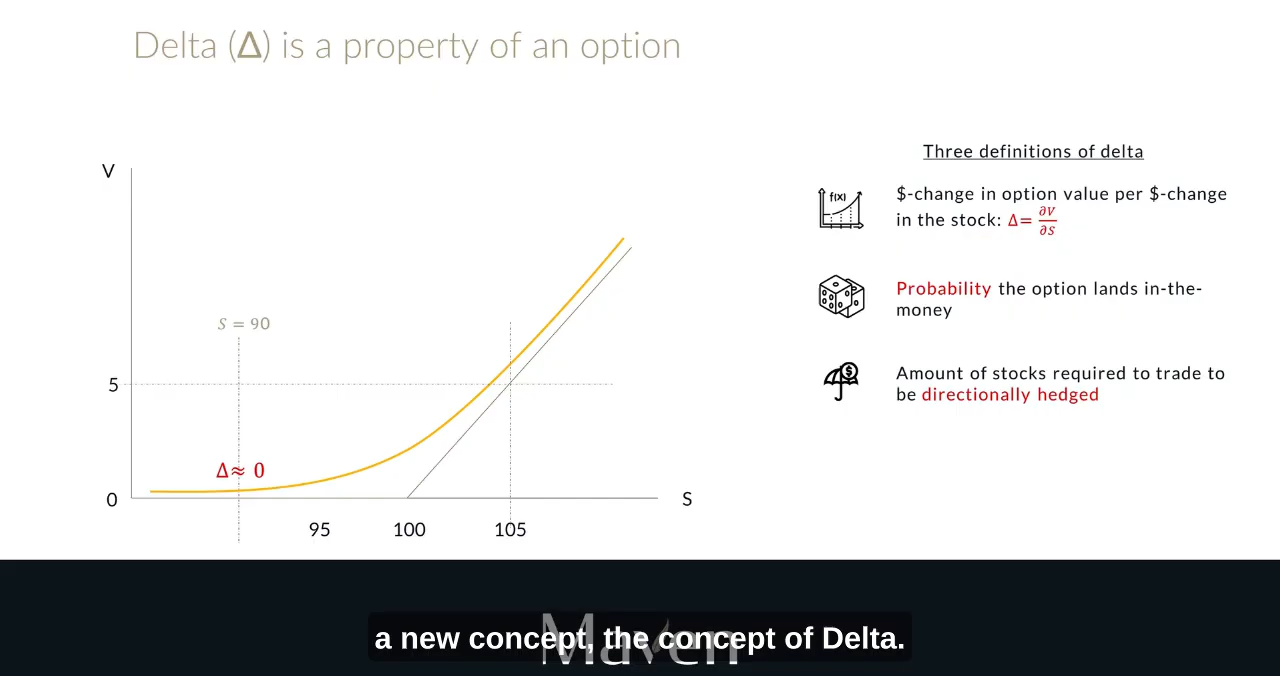 Delta (Δ) is a property of an option
V
S = 90
5
Δ≈ 0
0
S
95
100
105
Three definitions of delta
f(X)
$-change in option value per $-change
in the stock: Δ= ∂V/∂S
Probability the option lands in-the-
money
$
Amount of stocks required to trade to
be directionally hedged
Maven
a new concept, the concept of Delta.